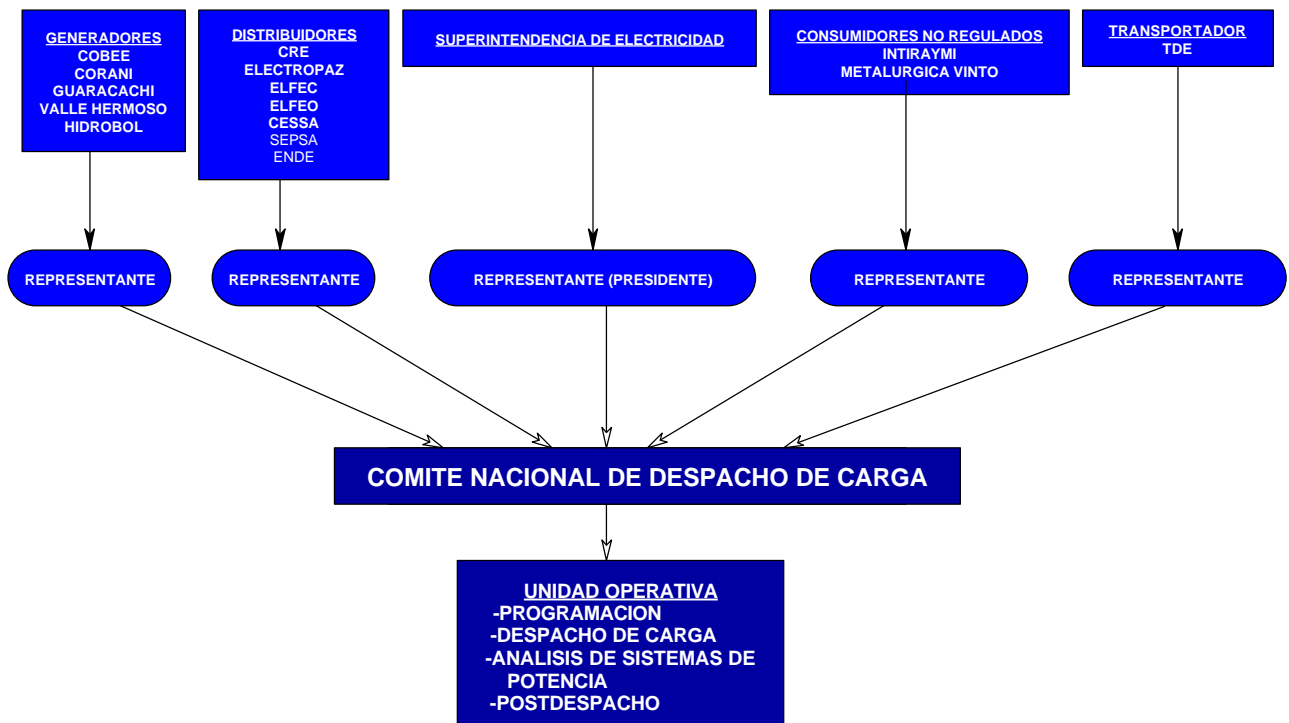 GENERADORES
COBEE
CORANI
GUARACACHI
VALLE HERMOSO
HIDROBOL
DISTRIBUIDORES
CRE
ELECTROPAZ
ELFEC
ELFEO
CESSA
SEPSA
ENDE
SUPERINTENDENCIA DE ELECTRICIDAD
CONSUMIDORES NO REGULADOS
INTIRAYMI
METALURGICA VINTO
TRANSPORTADOR
TDE
REPRESENTANTE
REPRESENTANTE
REPRESENTANTE (PRESIDENTE)
REPRESENTANTE
REPRESENTANTE
COMITE NACIONAL DE DESPACHO DE CARGA
UNIDAD OPERATIVA
-PROGRAMACION
-DESPACHO DE CARGA
-ANALISIS DE SISTEMAS DE
POTENCIA
-POSTDESPACHO